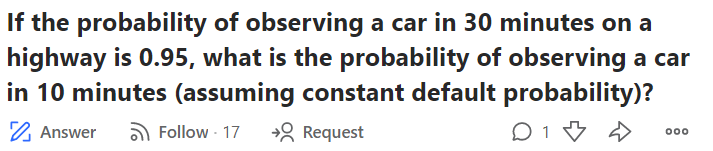 If the probability of observing a car in 30 minutes on a
highway is 0.95, what is the probability of observing a car
in 10 minutes (assuming constant default probability)?
Answer Follow · 17 Request 1